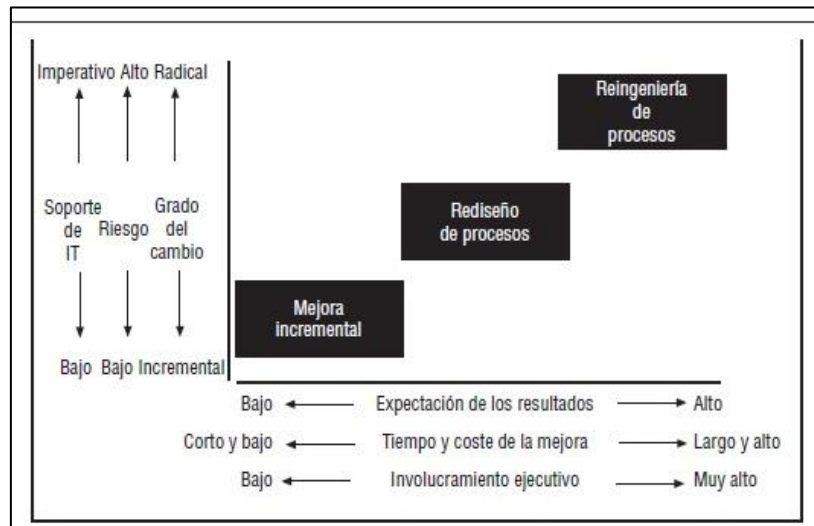 Imperativo Alto Radical
Reingeniería
de
procesos
Soporte
de
IT
Riesgo
Grado
del
cambio
Rediseño
de procesos
Mejora
incremental
Bajo Bajo Incremental
Bajo Expectación de los resultados Alto
Corto y bajo Tiempo y coste de la mejora Largo y alto
Bajo Involucramiento ejecutivo Muy alto